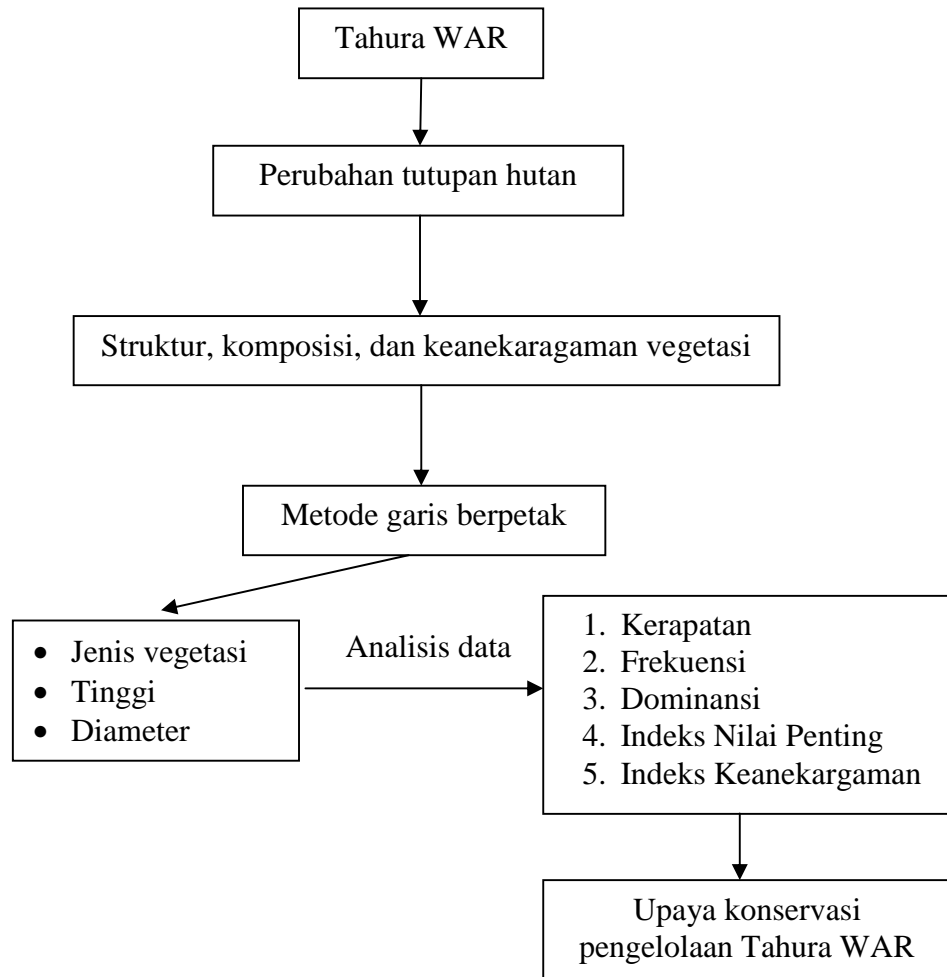 Tahura WAR
Perubahan tutupan hutan
Struktur, komposisi, dan keanekaragaman vegetasi
Metode garis berpetak
• Jenis vegetasi
• Tinggi
• Diameter
Analisis data
1. Kerapatan
2. Frekuensi
3. Dominansi
4. Indeks Nilai Penting
5. Indeks Keanekargaman
Upaya konservasi
pengelolaan Tahura WAR